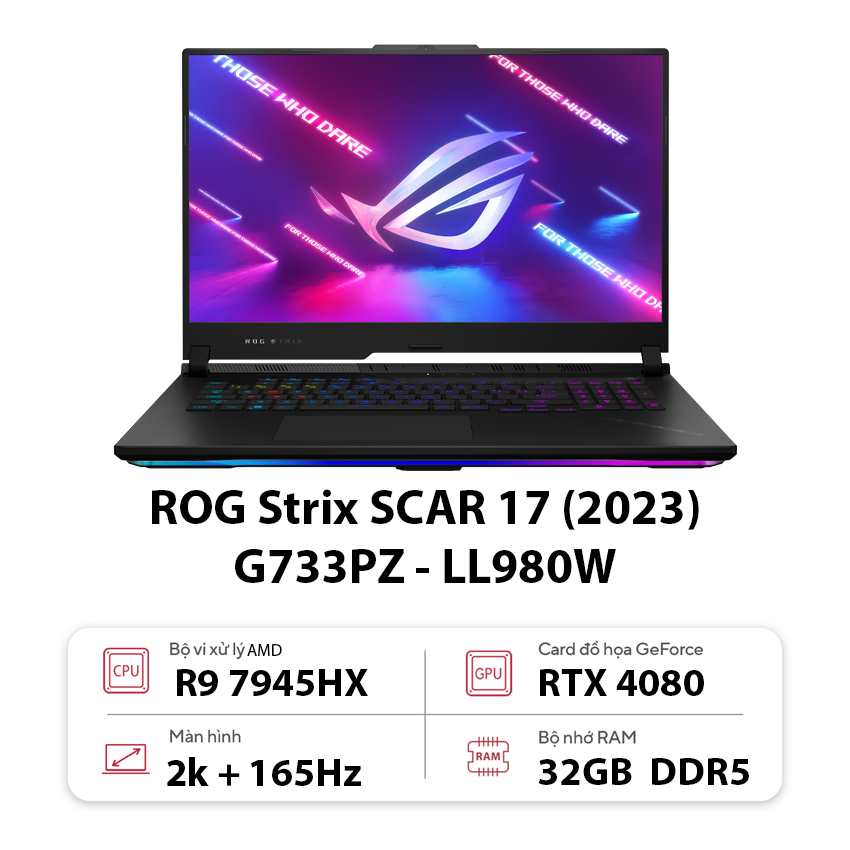 THOSE WHO DARE
FOR THOSE WHO DARE
FOR THOSE WHO DARE
FOR THOSE WHO DA
ROG STRIX
ROG Strix SCAR 17 (2023)
G733PZ - LL980W
CPU
Bộ vi xử lý AMD
R9 7945HX
GPU
Card đồ họa GeForce
RTX 4080
Màn hình
2k + 165Hz
RAM
Bộ nhớ RAM
32GB DDR5